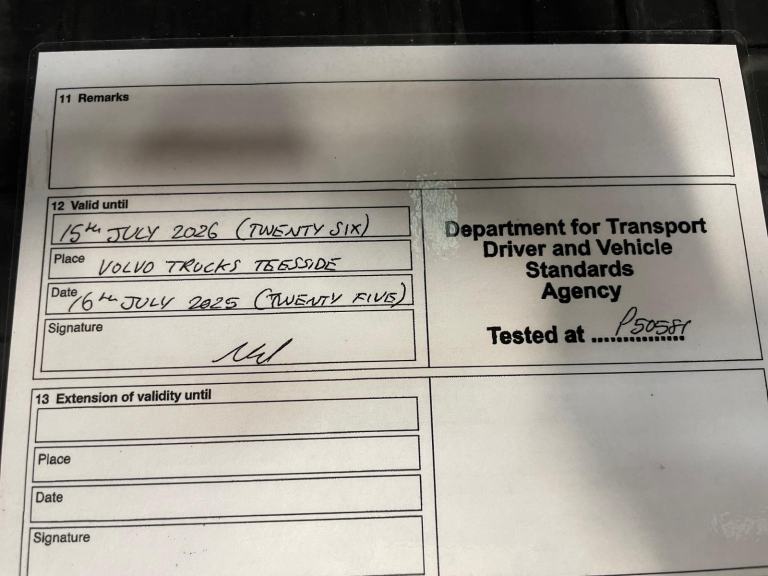 11 Remarks
12 Valid until
15th JULY 2026 (TWENTY SIX)
Place VOLVO TRUCKS TEESSIDE
Date 16th JULY 2025 (TWENTY FIVE)
Signature
Department for Transport
Driver and Vehicle
Standards
Agency
Tested at P50581
13 Extension of validity until
Place
Date
Signature